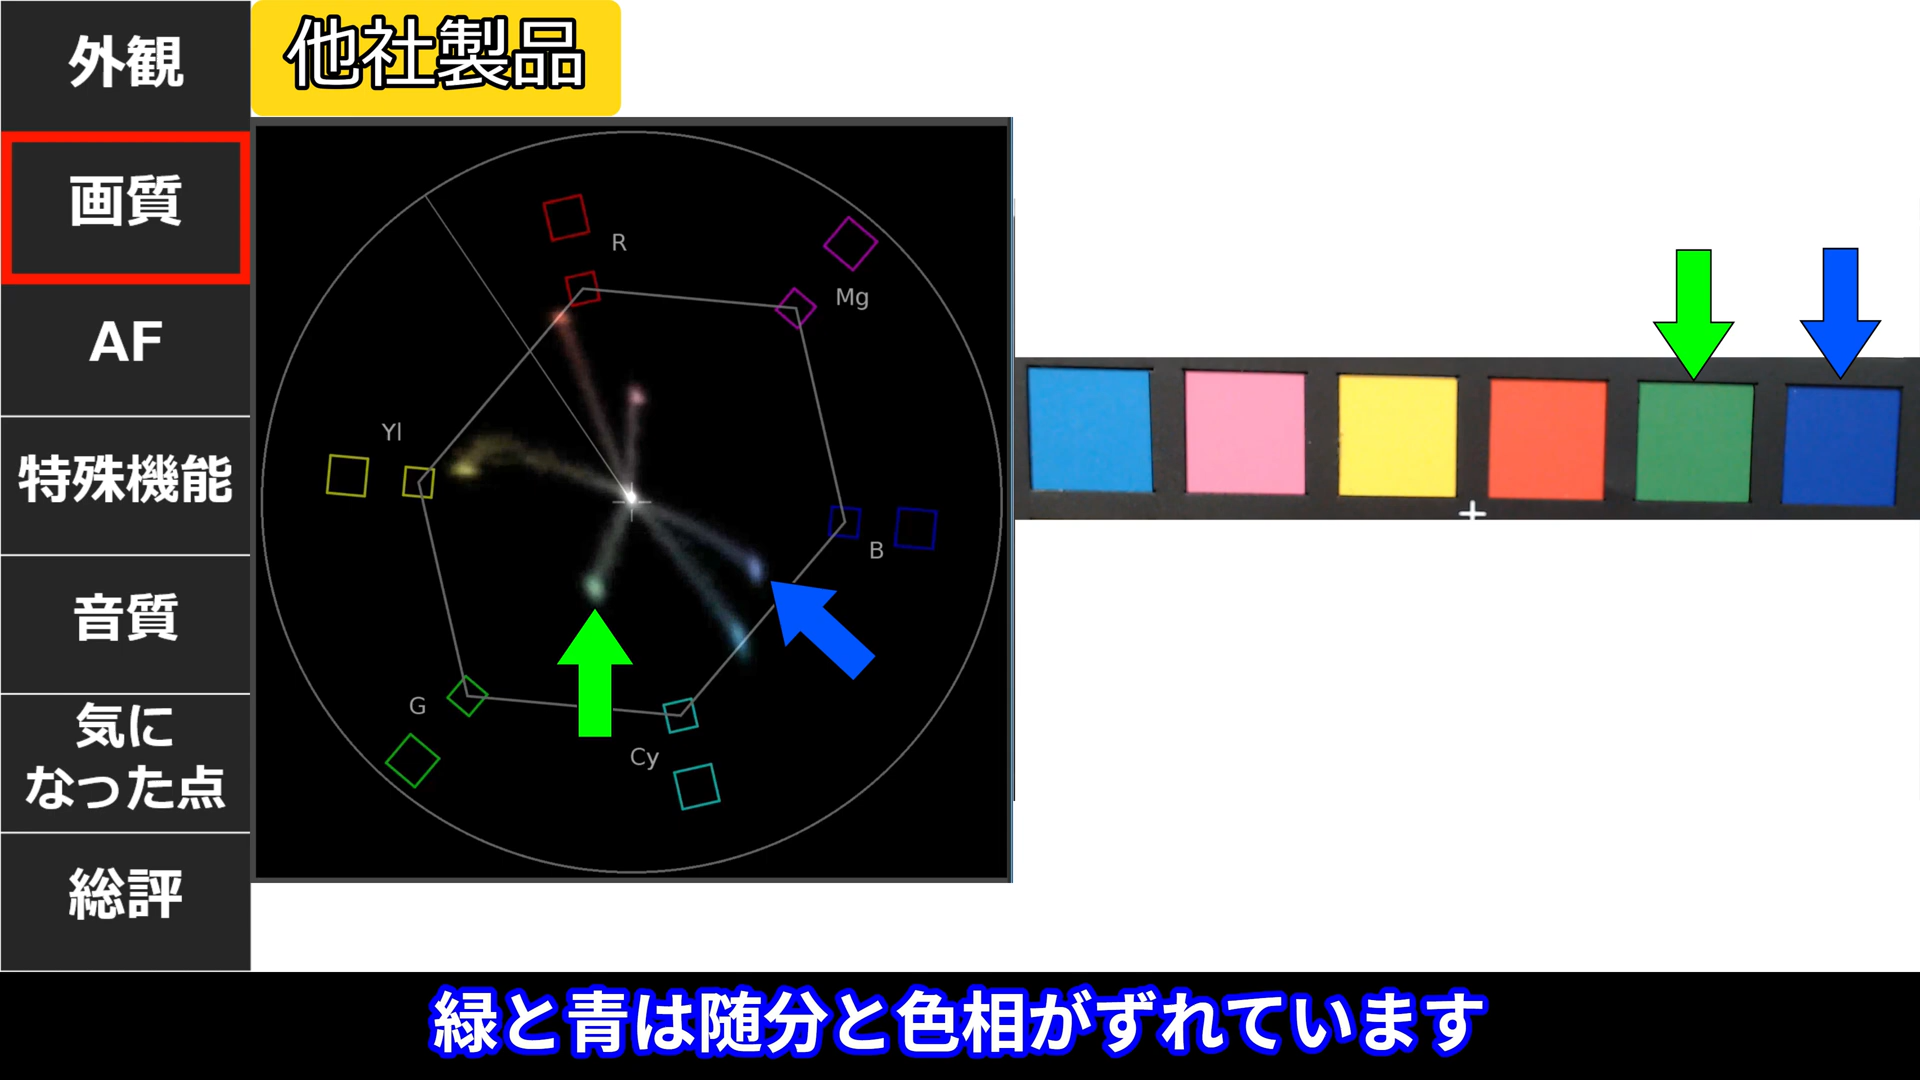 他社製品
外観
画質
AF
特殊機能
音質
気に
なった点
総評
R
Mg
Yl
B
G
Cy
緑と青は随分と色相がずれています